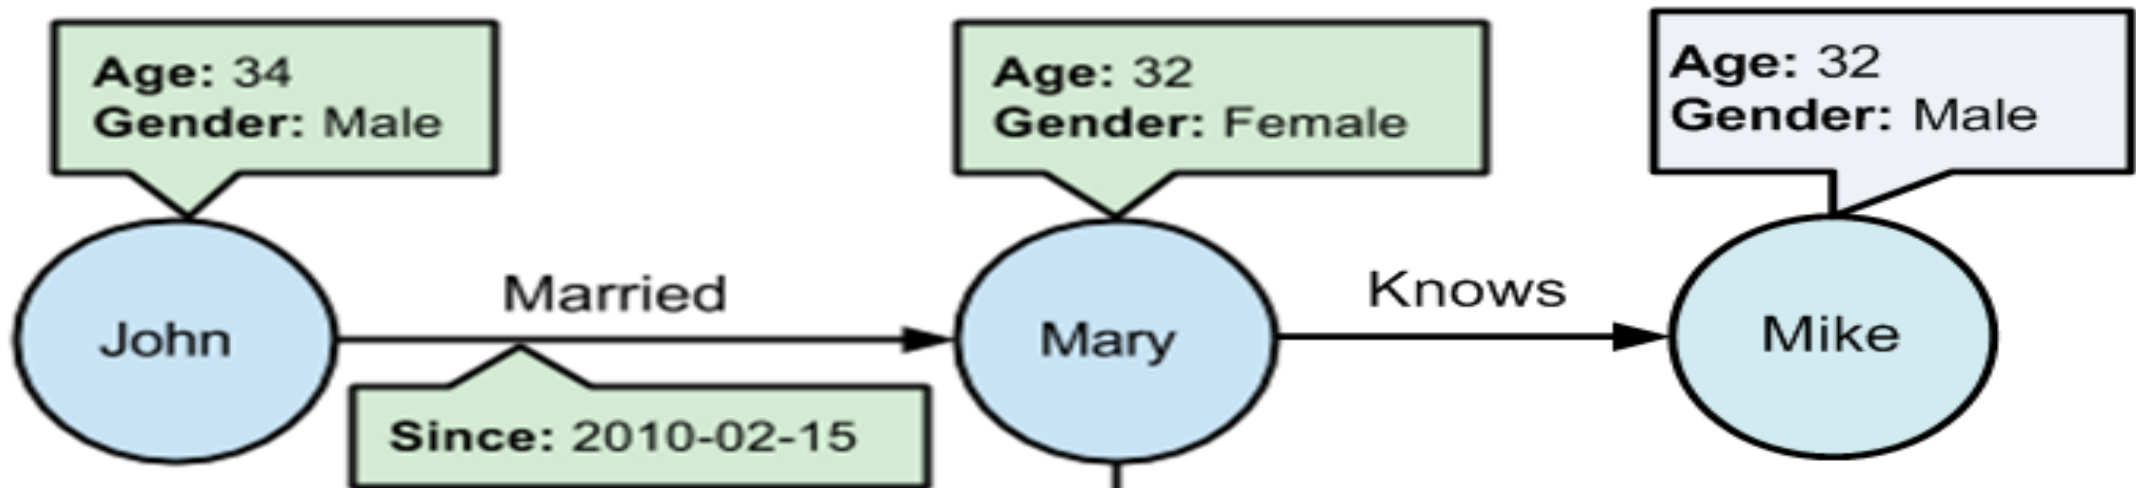 Age: 34
Gender: Male
Age: 32
Gender: Female
Age: 32
Gender: Male
John
Married
Mary
Knows
Mike
Since: 2010-02-15